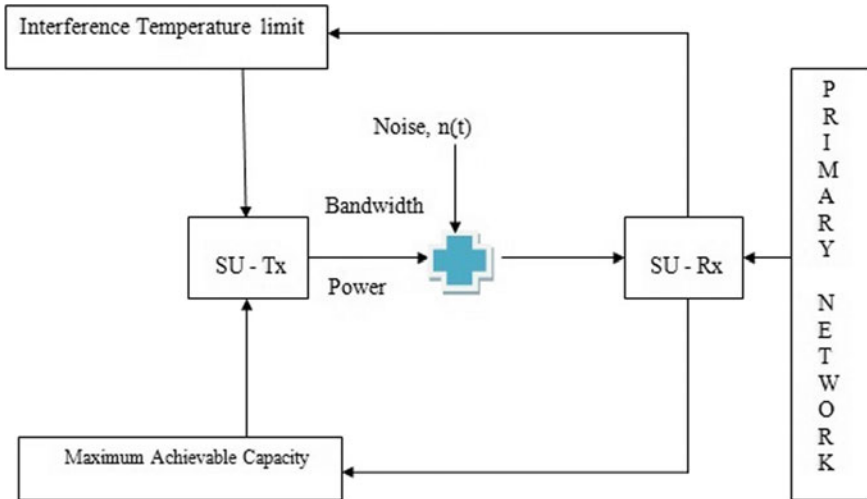 Interference Temperature limit
Noise, n(t)
Bandwidth
SU - Tx
Power
SU - Rx
Maximum Achievable Capacity
P
R
I
M
A
R
Y
N
E
T
W
O
R
K